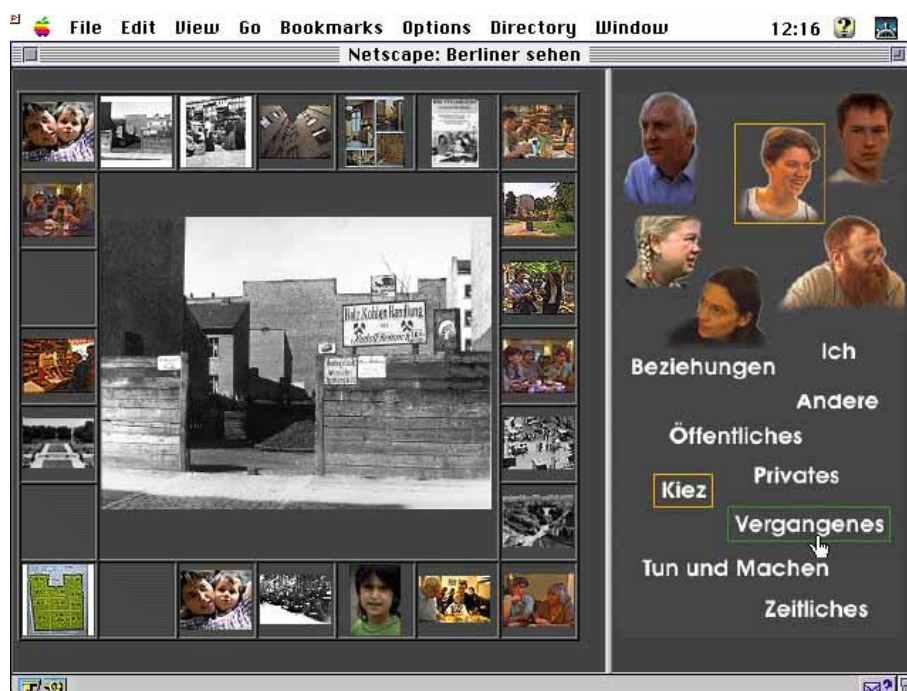 File Edit View Go Bookmarks Options Directory Window 12:16
Netscape: Berliner sehen
Holz, Kohlen Handlung
Beziehungen
Ich
Andere
Öffentliches
Privates
Kiez
Vergangenes
Tun und Machen
Zeitliches